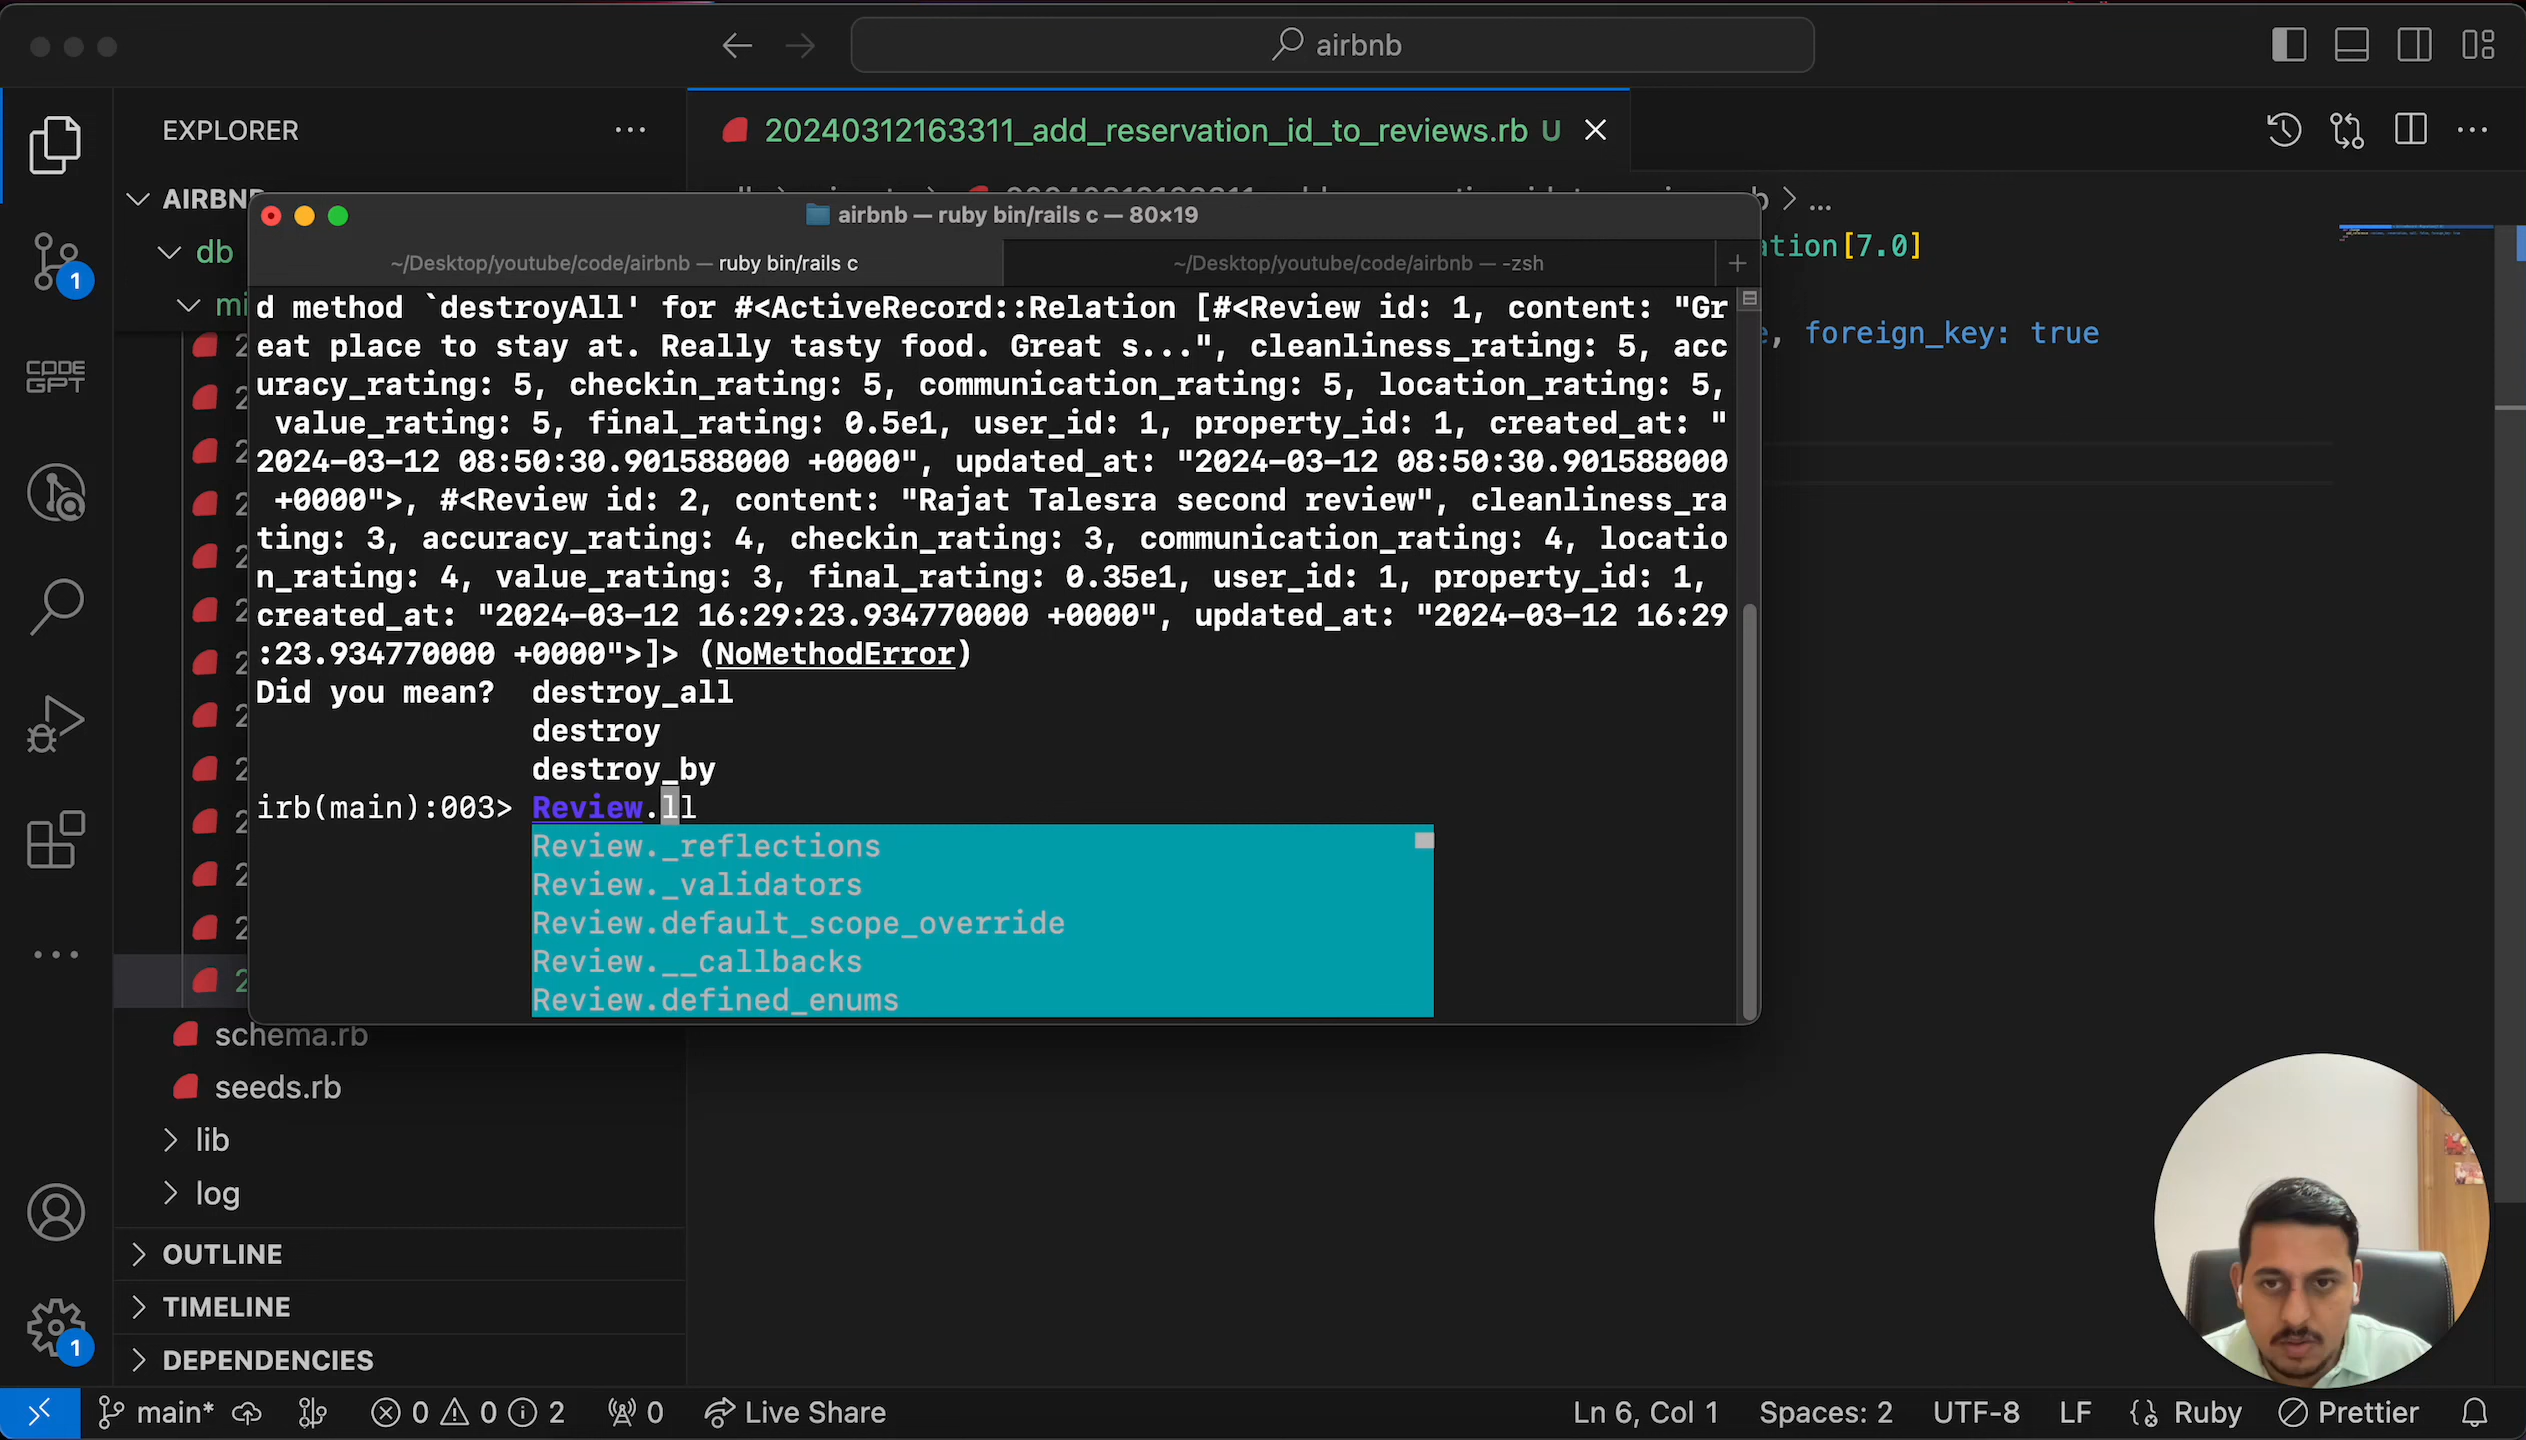 airbnb
EXPLORER
20240312163311_add_reservation_id_to_reviews.rb U
AIRBNB
db
airbnb — ruby bin/rails c — 80×19
~/Desktop/youtube/code/airbnb — ruby bin/rails c
~/Desktop/youtube/code/airbnb — -zsh
ation[7.0]
, foreign_key: true
d method `destroyAll' for #<ActiveRecord::Relation [#<Review id: 1, content: "Gr
eat place to stay at. Really tasty food. Great s...", cleanliness_rating: 5, acc
uracy_rating: 5, checkin_rating: 5, communication_rating: 5, location_rating: 5,
value_rating: 5, final_rating: 0.5e1, user_id: 1, property_id: 1, created_at: "
2024-03-12 08:50:30.901588000 +0000", updated_at: "2024-03-12 08:50:30.901588000
+0000">, #<Review id: 2, content: "Rajat Talesra second review", cleanliness_ra
ting: 3, accuracy_rating: 4, checkin_rating: 3, communication_rating: 4, locatio
n_rating: 4, value_rating: 3, final_rating: 0.35e1, user_id: 1, property_id: 1,
created_at: "2024-03-12 16:29:23.934770000 +0000", updated_at: "2024-03-12 16:29
:23.934770000 +0000">]> (NoMethodError)
Did you mean?  destroy_all
destroy
destroy_by
irb(main):003> Review.ll
Review._reflections
Review._validators
Review.default_scope_override
Review.__callbacks
Review.defined_enums
1
CODE
GPT
schema.rb
seeds.rb
lib
log
OUTLINE
TIMELINE
DEPENDENCIES
1
main*
0
0
2
0
Live Share
Ln 6, Col 1
Spaces: 2
UTF-8
LF
Ruby
Prettier